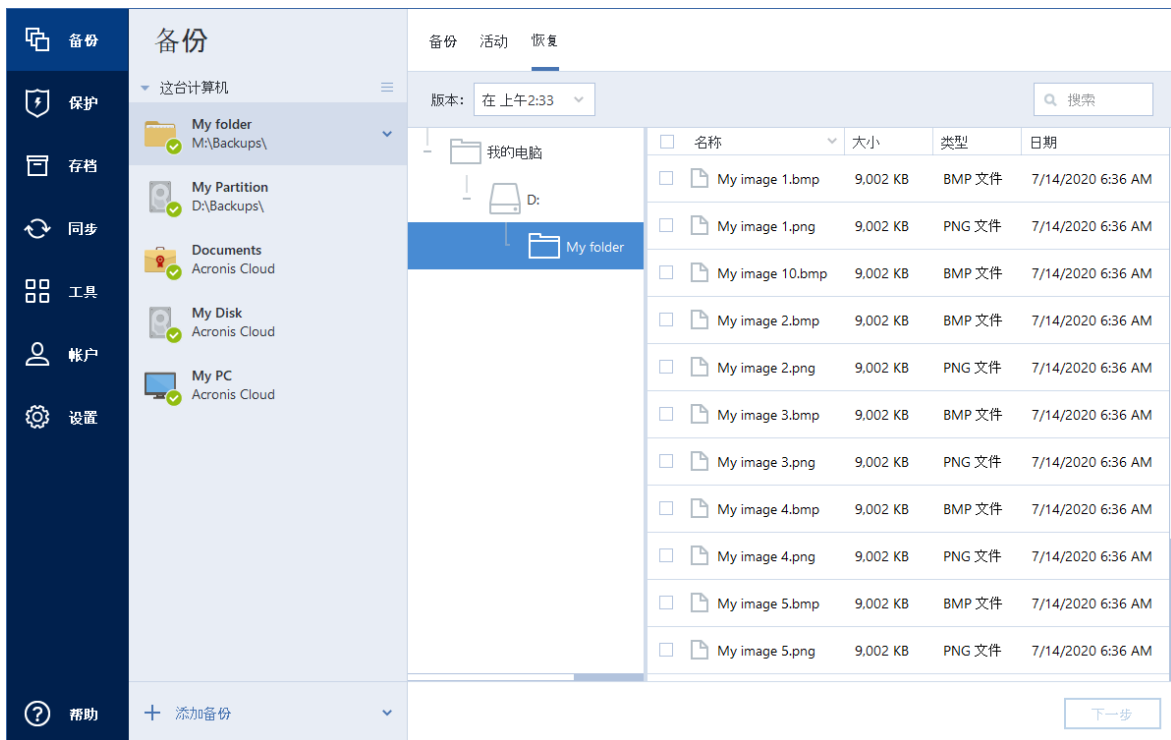 备份
保护
存档
同步
工具
帐户
设置
帮助
备份
这台计算机
My folder
M:\Backups\
My Partition
D:\Backups\
Documents
Acronis Cloud
My Disk
Acronis Cloud
My PC
Acronis Cloud
添加备份
备份 活动 恢复
版本: 在 上午2:33
搜索
我的电脑
D:
My folder
名称 大小 类型 日期
My image 1.bmp 9,002 KB BMP 文件 7/14/2020 6:36 AM
My image 1.png 9,002 KB PNG 文件 7/14/2020 6:36 AM
My image 10.bmp 9,002 KB BMP 文件 7/14/2020 6:36 AM
My image 2.bmp 9,002 KB BMP 文件 7/14/2020 6:36 AM
My image 2.png 9,002 KB PNG 文件 7/14/2020 6:36 AM
My image 3.bmp 9,002 KB BMP 文件 7/14/2020 6:36 AM
My image 3.png 9,002 KB PNG 文件 7/14/2020 6:36 AM
My image 4.bmp 9,002 KB BMP 文件 7/14/2020 6:36 AM
My image 4.png 9,002 KB PNG 文件 7/14/2020 6:36 AM
My image 5.bmp 9,002 KB BMP 文件 7/14/2020 6:36 AM
My image 5.png 9,002 KB PNG 文件 7/14/2020 6:36 AM
下一步